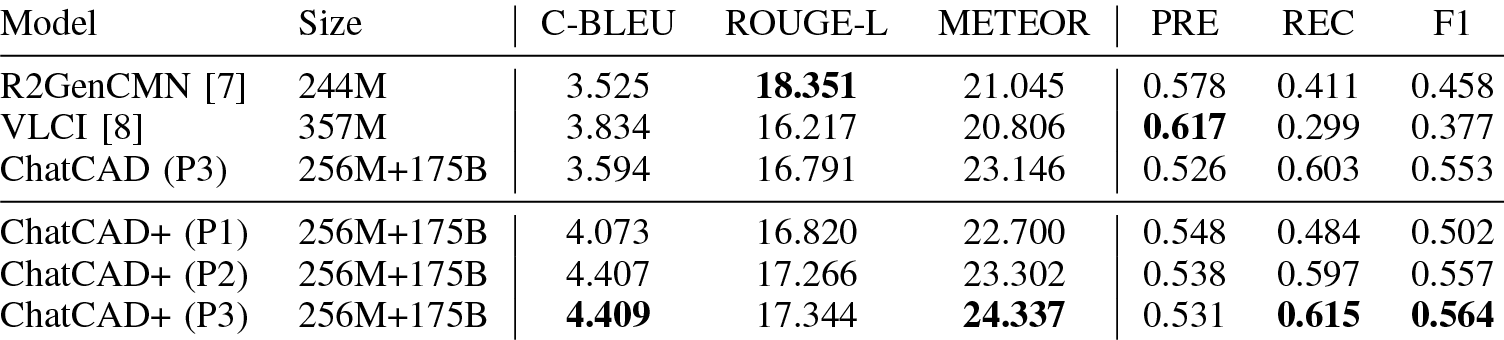 Model Size C-BLEU ROUGE-L METEOR PRE REC F1
R2GenCMN [7] 244M 3.525 18.351 21.045 0.578 0.411 0.458
VLCI [8] 357M 3.834 16.217 20.806 0.617 0.299 0.377
ChatCAD (P3) 256M+175B 3.594 16.791 23.146 0.526 0.603 0.553
ChatCAD+ (P1) 256M+175B 4.073 16.820 22.700 0.548 0.484 0.502
ChatCAD+ (P2) 256M+175B 4.407 17.266 23.302 0.538 0.597 0.557
ChatCAD+ (P3) 256M+175B 4.409 17.344 24.337 0.531 0.615 0.564